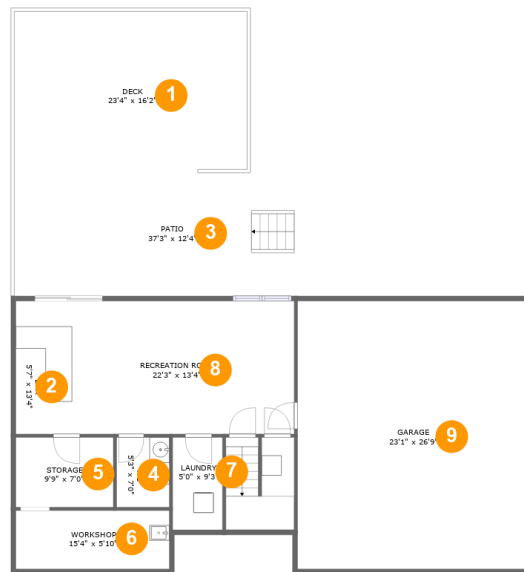 DECK
23'4" x 16'2"
1
PATIO
37'3" x 12'4"
3
2
5'7" x 13'4"
RECREATION RO
22'3" x 13'4"
8
GARAGE
23'1" x 26'9"
9
STORAGE
9'9" x 7'0"
5
5'3" x 7'0"
4
LAUNDRY
5'0" x 9'3"
7
WORKSHOP
15'4" x 5'10"
6